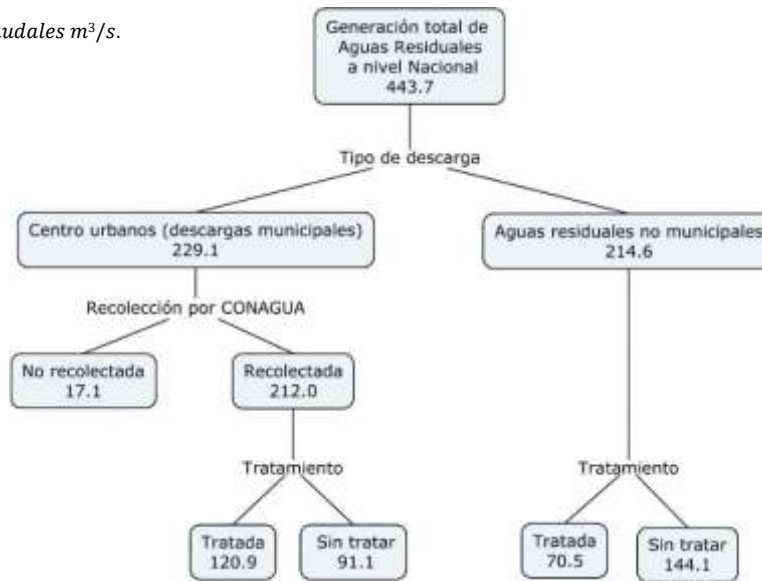 m³/s.
Generación total de
Aguas Residuales
a nivel Nacional
443.7
Tipo de descarga
Centro urbanos (descargas municipales)
229.1
Aguas residuales no municipales
214.6
Recolección por CONAGUA
No recolectada
17.1
Recolectada
212.0
Tratamiento
Tratamiento
Tratada
120.9
Sin tratar
91.1
Tratada
70.5
Sin tratar
144.1